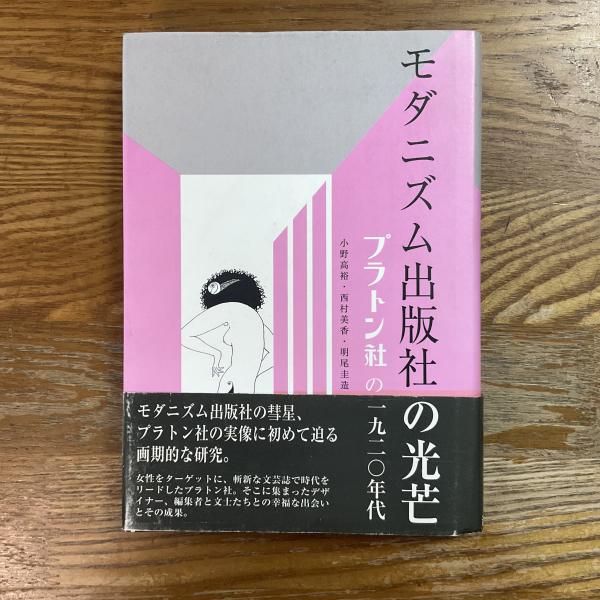 モダニズム出版社の光芒
プラトン社の一九二〇年代
小野高裕・西村美香・明尾圭造
モダニズム出版社の彗星、
プラトン社の実像に初めて迫る
画期的な研究。
女性をターゲットに、斬新な文芸誌で時代を
リードしたプラトン社。そこに集まったデザ
イナー、編集者と文士たちとの幸福な出会い
とその成果。